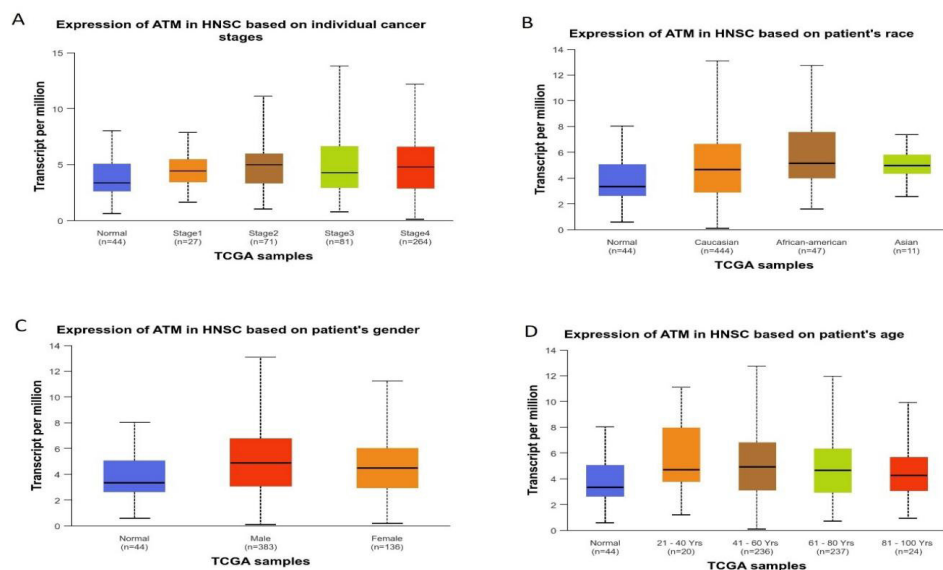 A
Expression of ATM in HNSC based on individual cancer
stages
Transcript per million
15
10
5
0
Normal
(n=44)
Stage1
(n=27)
Stage2
(n=71)
Stage3
(n=81)
Stage4
(n=264)
TCGA samples
B
Expression of ATM in HNSC based on patient's race
Transcript per million
14
12
10
8
6
4
2
0
Normal
(n=44)
Caucasian
(n=444)
African-american
(n=47)
Asian
(n=11)
TCGA samples
C
Expression of ATM in HNSC based on patient's gender
Transcript per million
14
12
10
8
6
4
2
0
Normal
(n=44)
Male
(n=383)
Female
(n=136)
TCGA samples
D
Expression of ATM in HNSC based on patient's age
Transcript per million
14
12
10
8
6
4
2
0
Normal
(n=44)
21 - 40 Yrs
(n=20)
41 - 60 Yrs
(n=236)
61 - 80 Yrs
(n=237)
81 - 100 Yrs
(n=24)
TCGA samples